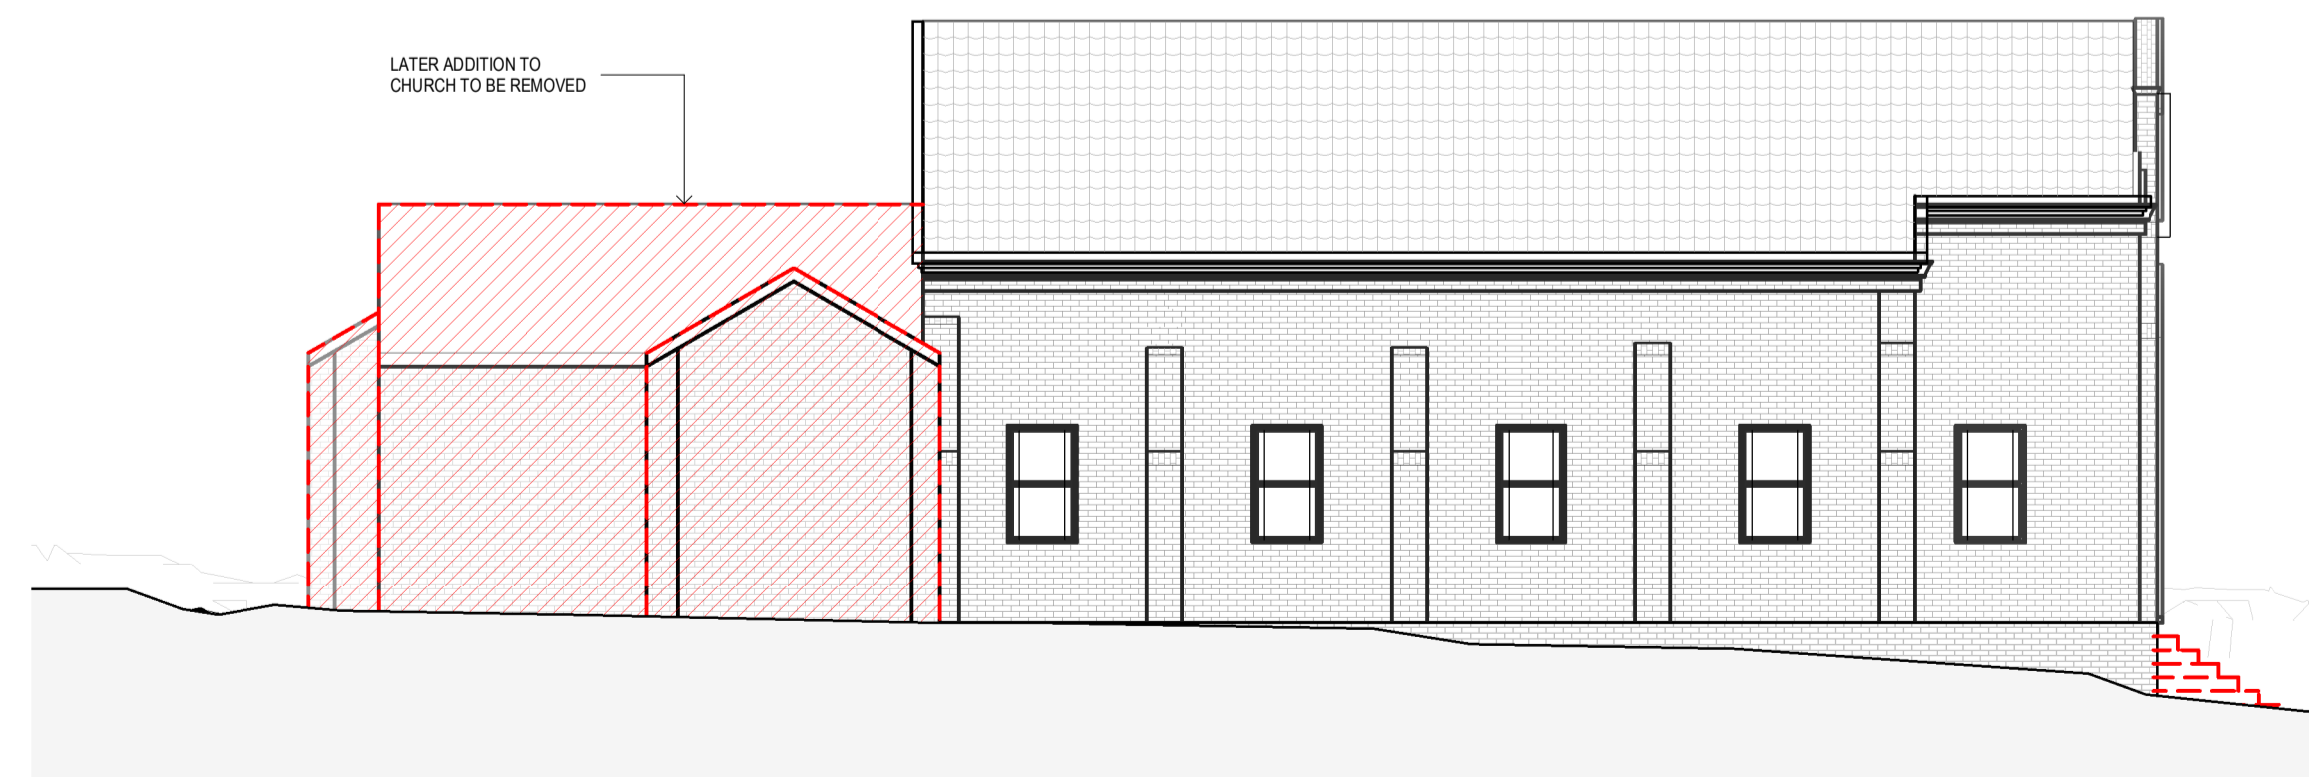 LATER ADDITION TO
CHURCH TO BE REMOVED